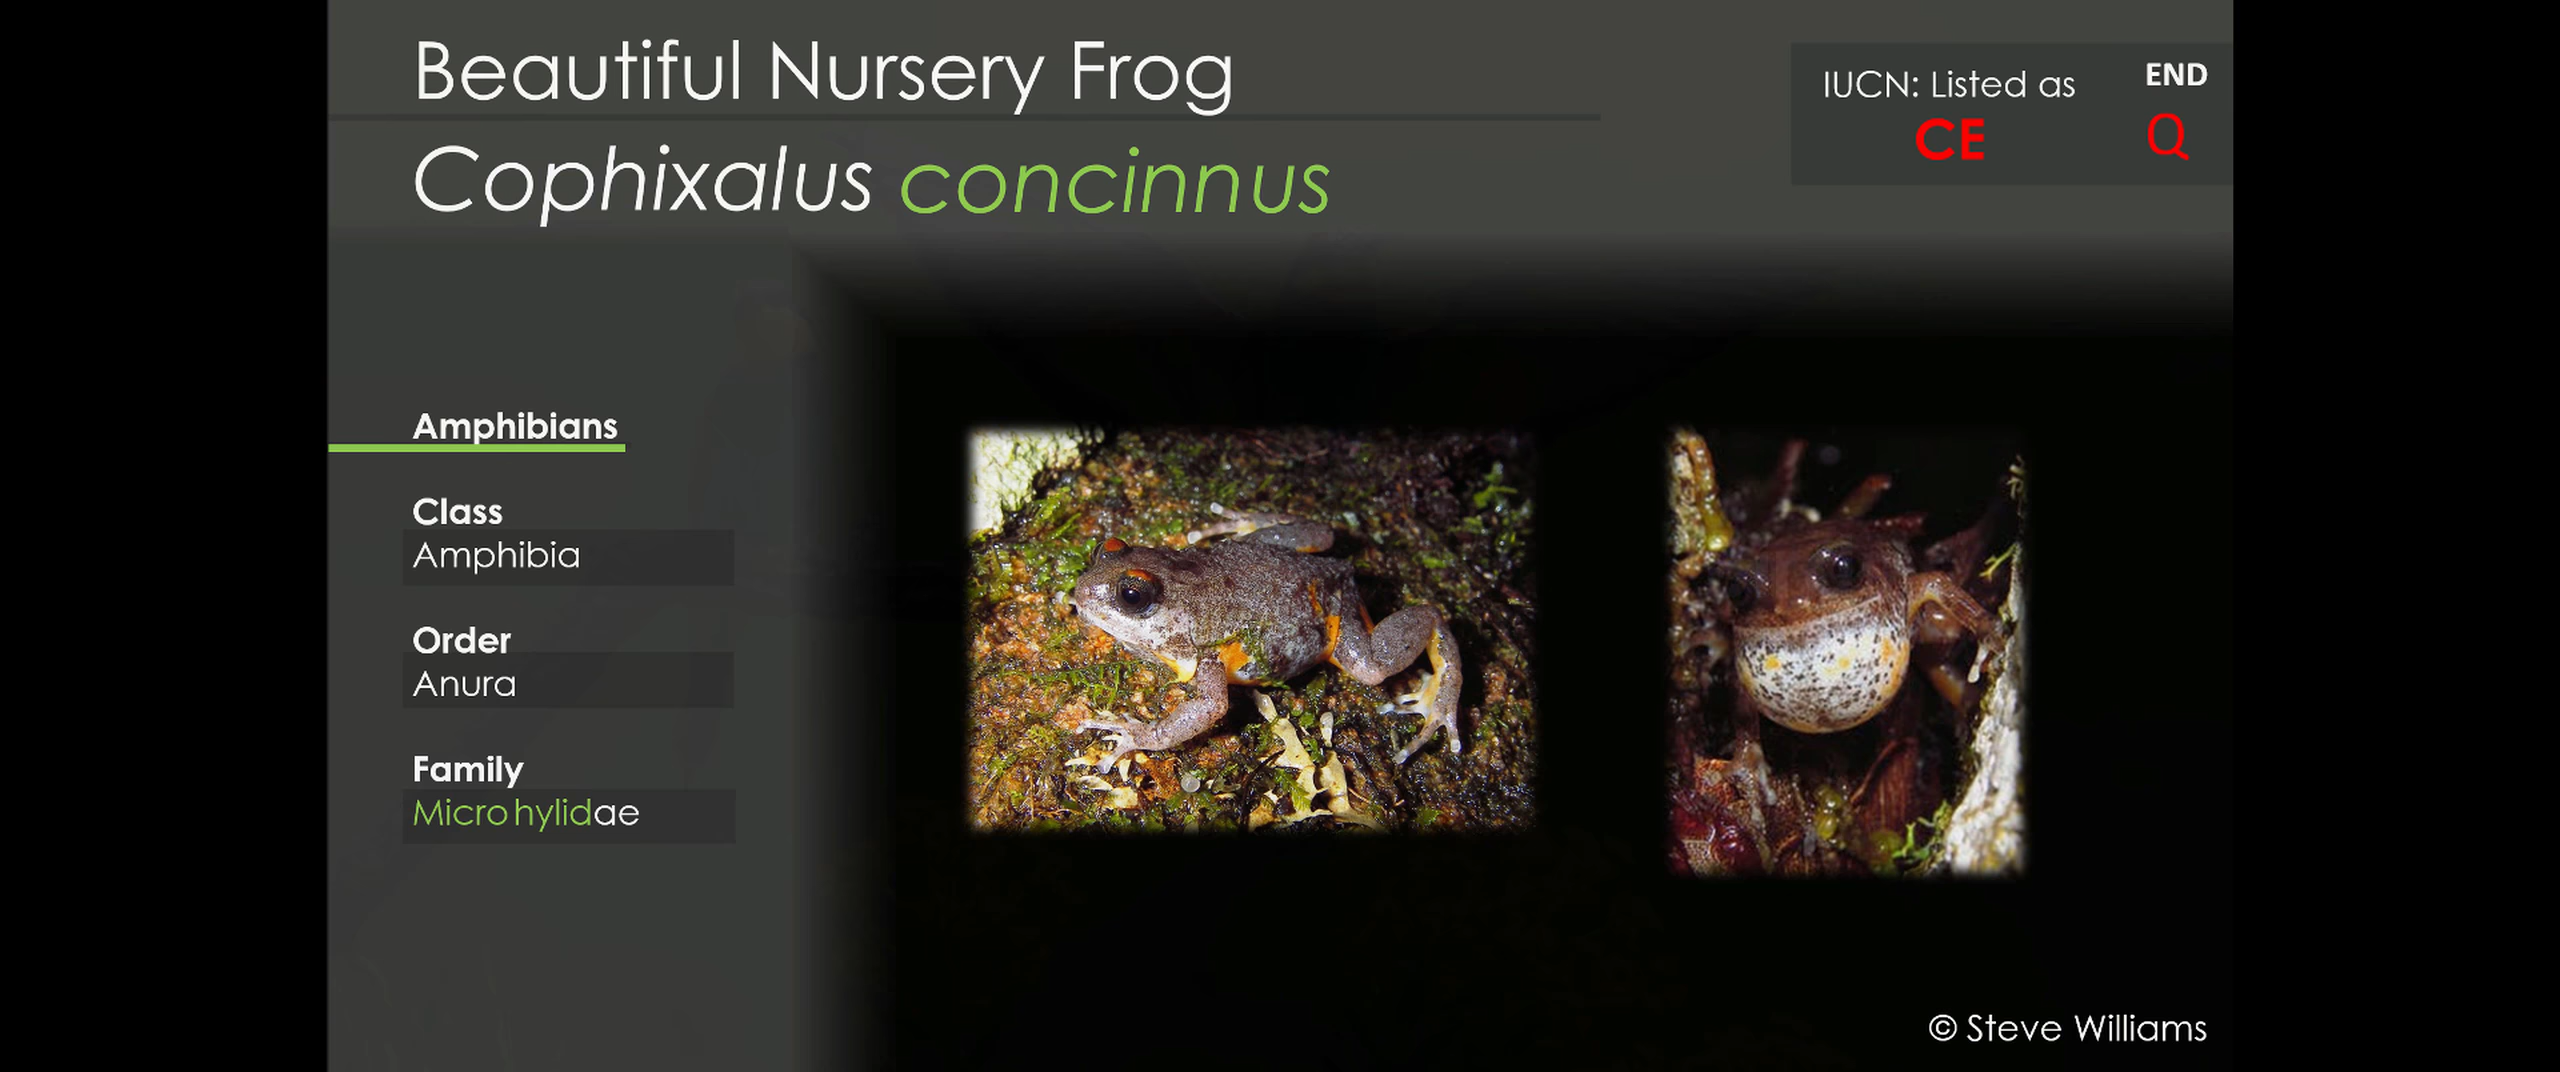 Beautiful Nursery Frog
Cophixalus concinnus
IUCN: Listed as
CE
END
Q
Amphibians
Class
Amphibia
Order
Anura
Family
Microhylidae
© Steve Williams